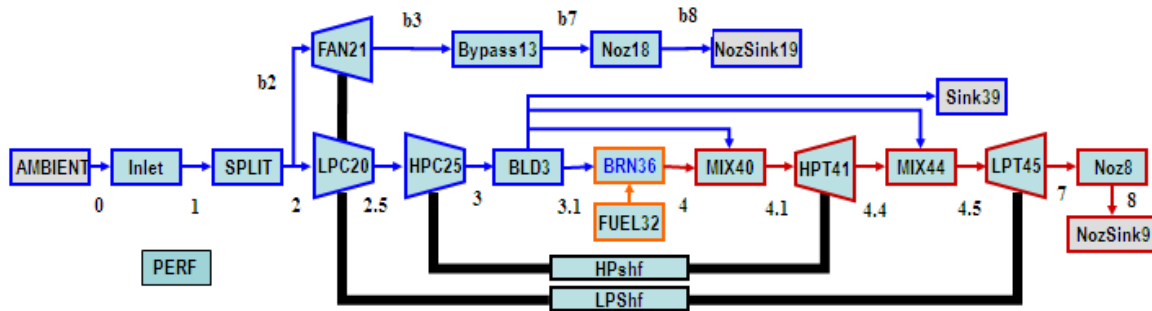 b3
b7
b8
FAN21
Bypass13
Noz18
NozSink19
b2
Sink39
AMBIENT
Inlet
SPLIT
LPC20
HPC25
BLD3
BRN36
MIX40
HPT41
MIX44
LPT45
Noz8
0
1
2
2.5
3
3.1
4
4.1
4.4
4.5
7
8
FUEL32
NozSink9
PERF
HPshf
LPShf